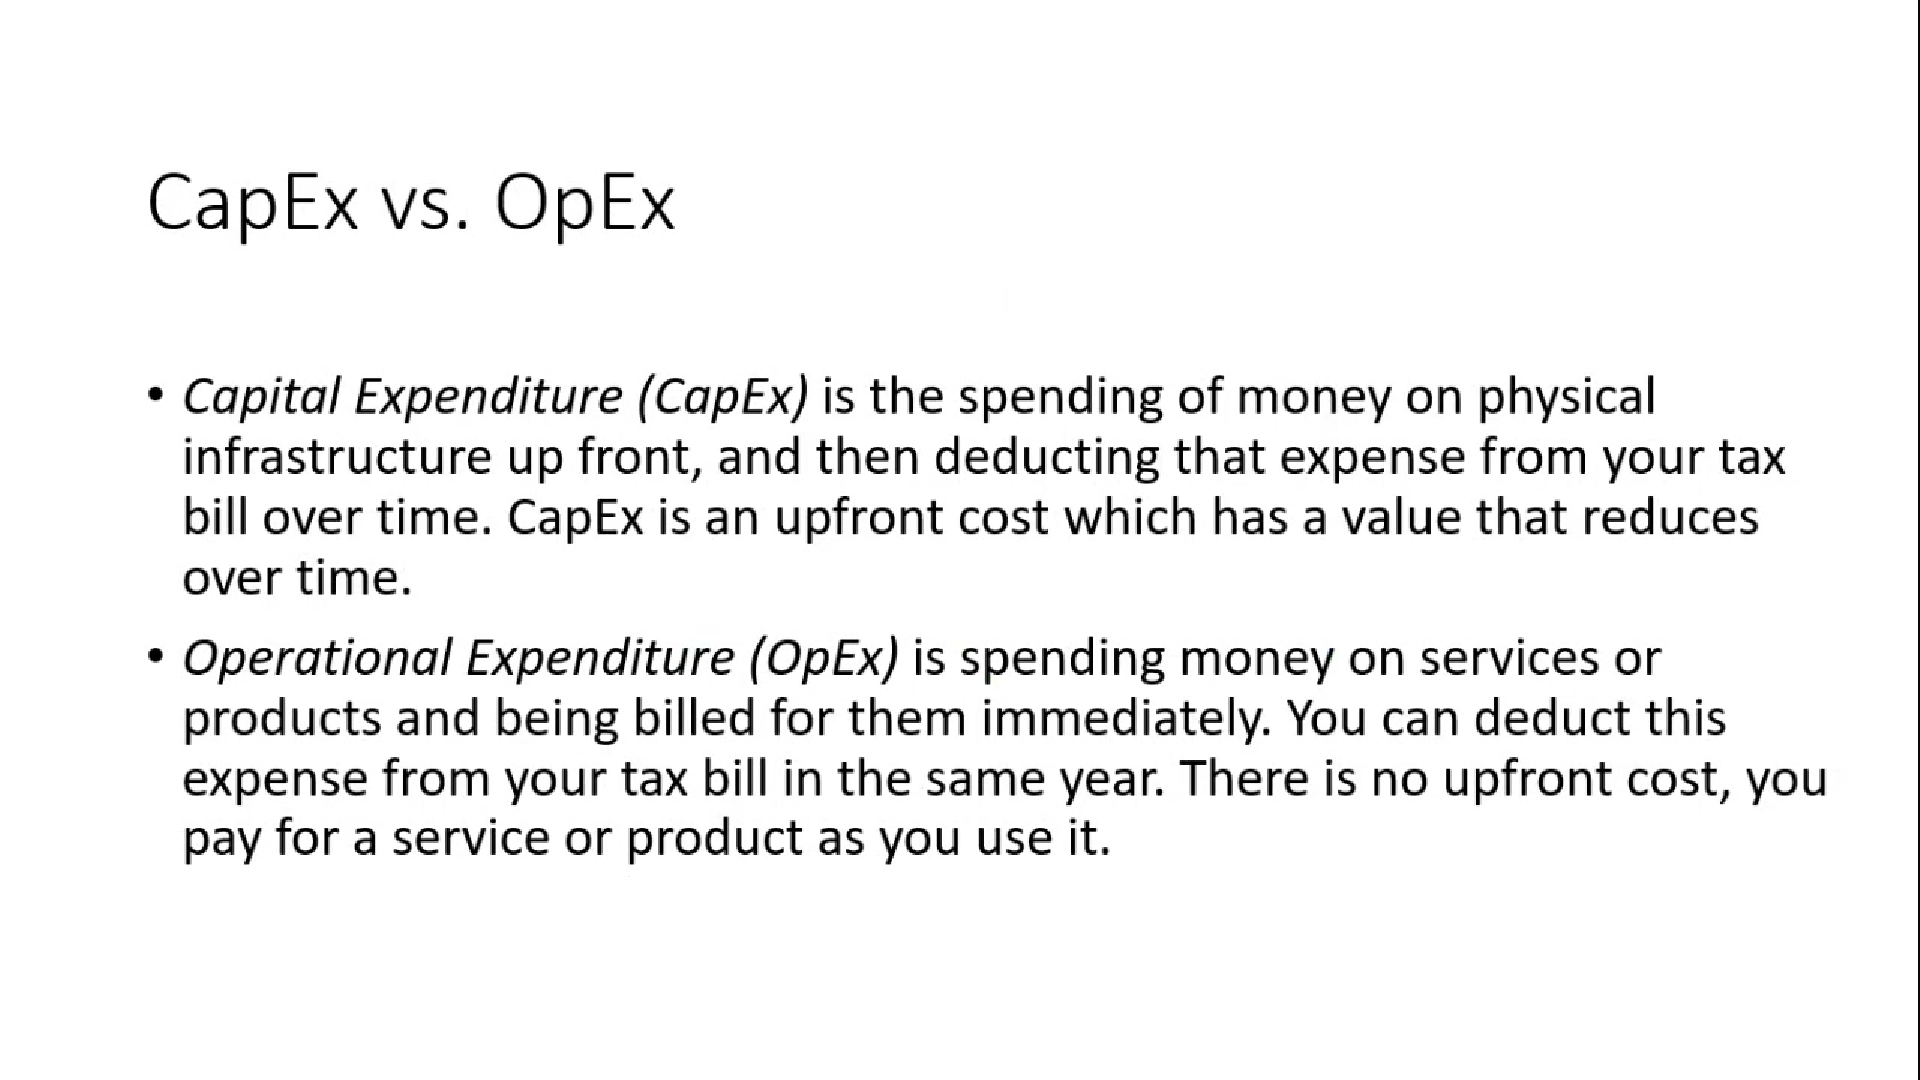 CapEx vs. OpEx
• Capital Expenditure (CapEx) is the spending of money on physical
infrastructure up front, and then deducting that expense from your tax
bill over time. CapEx is an upfront cost which has a value that reduces
over time.
• Operational Expenditure (OpEx) is spending money on services or
products and being billed for them immediately. You can deduct this
expense from your tax bill in the same year. There is no upfront cost, you
pay for a service or product as you use it.